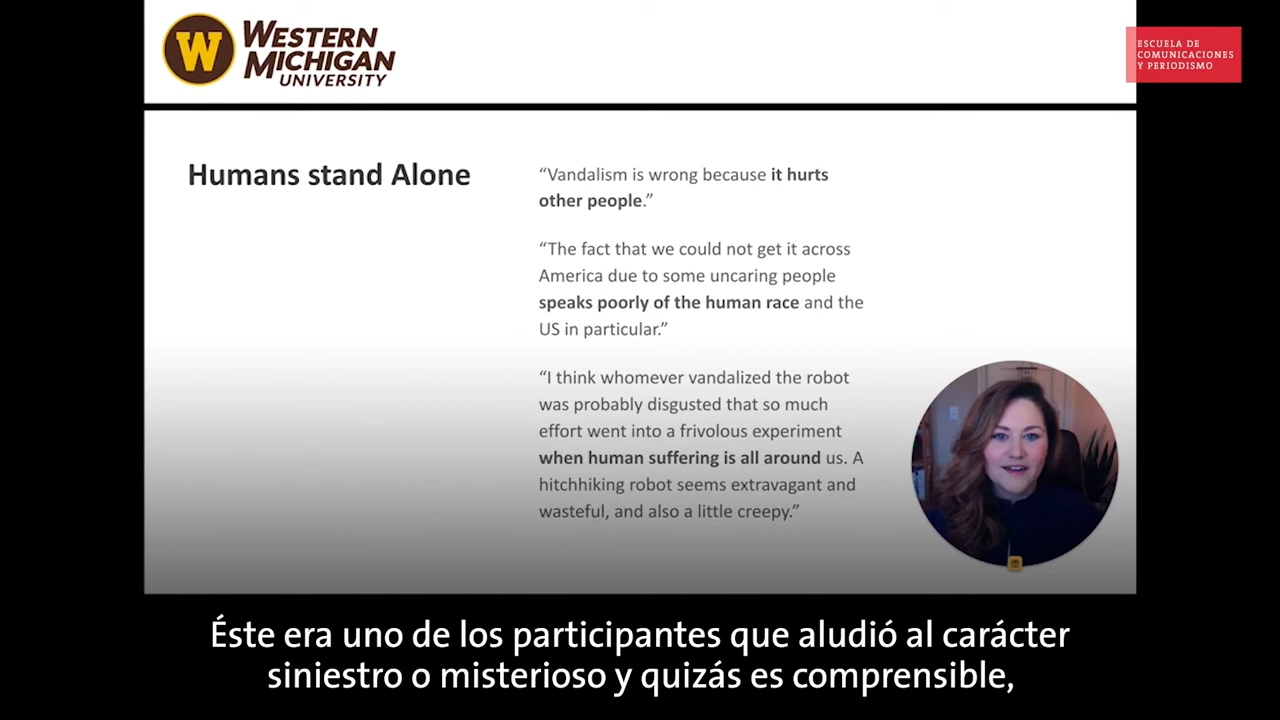 WESTERN
MICHIGAN
UNIVERSITY
ESCUELA DE
COMUNICACIONES
Y PERIODISMO
Humans stand Alone
“Vandalism is wrong because it hurts
other people.”
“The fact that we could not get it across
America due to some uncaring people
speaks poorly of the human race and the
US in particular.”
“I think whomever vandalized the robot
was probably disgusted that so much
effort went into a frivolous experiment
when human suffering is all around us. A
hitchhiking robot seems extravagant and
wasteful, and also a little creepy.”
Éste era uno de los participantes que aludió al carácter
siniestro o misterioso y quizás es comprensible,